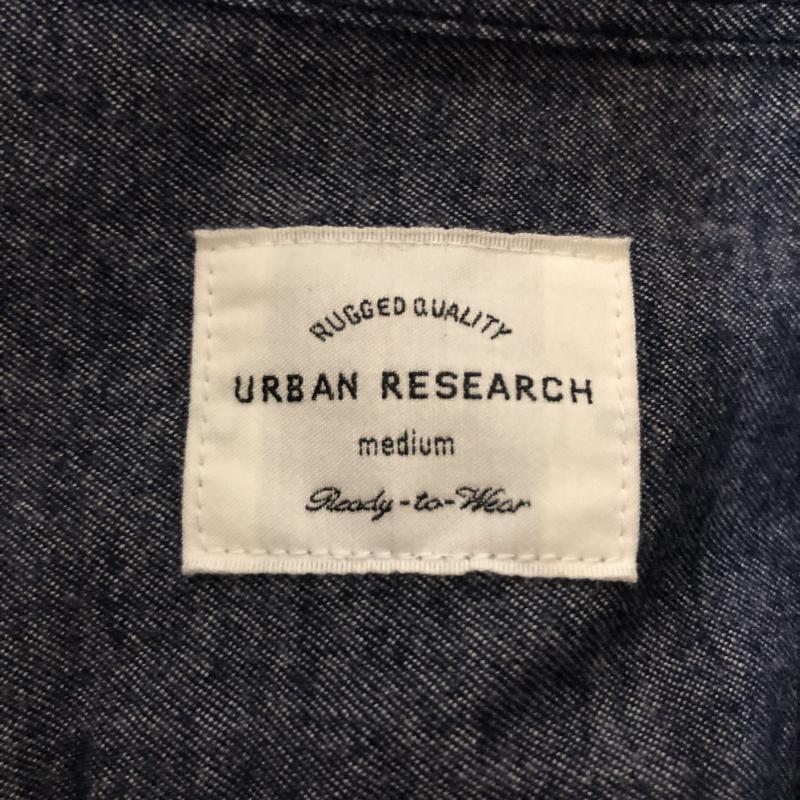 RUGGED QUALITY
URBAN RESEARCH
medium
Ready-to-Wear